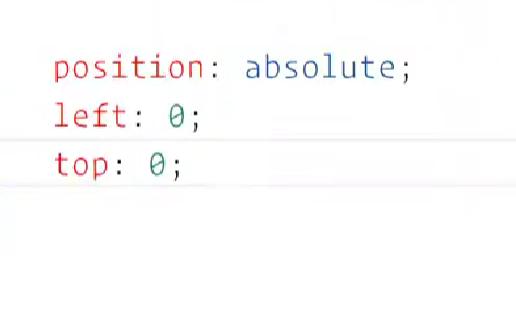 position: absolute;
left: 0;
top: 0;